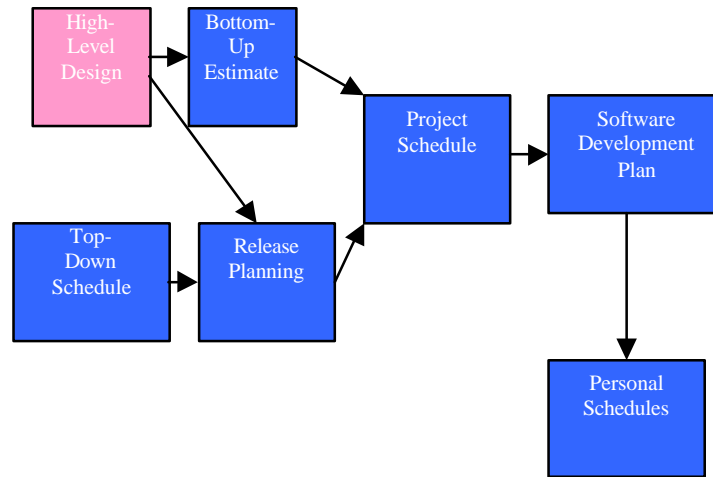 High-
Level
Design
Bottom-
Up
Estimate
Project
Schedule
Software
Development
Plan
Top-
Down
Schedule
Release
Planning
Personal
Schedules